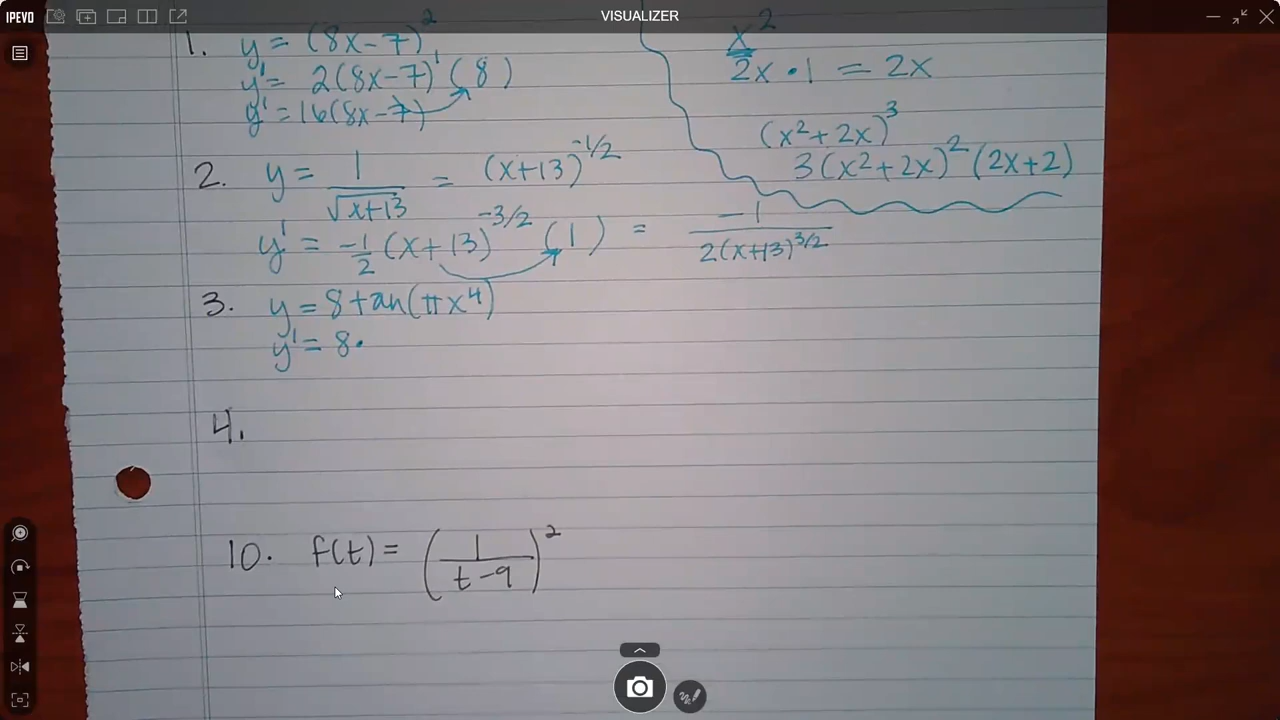 IPEVO
VISUALIZER
1. y = (8x-7)²
y' = 2(8x-7)¹(8)
y' = 16(8x-7)
x²
2x · 1 = 2x
(x²+2x)³
3(x²+2x)²(2x+2)
2. y = 1/√x+13 = (x+13)^-1/2
y' = -1/2 (x+13)^-3/2 (1) = -1/2(x+13)^3/2
3. y = 8 tan(πx⁴)
y' = 8·
4.
10. f(t) = (1/t-9)²